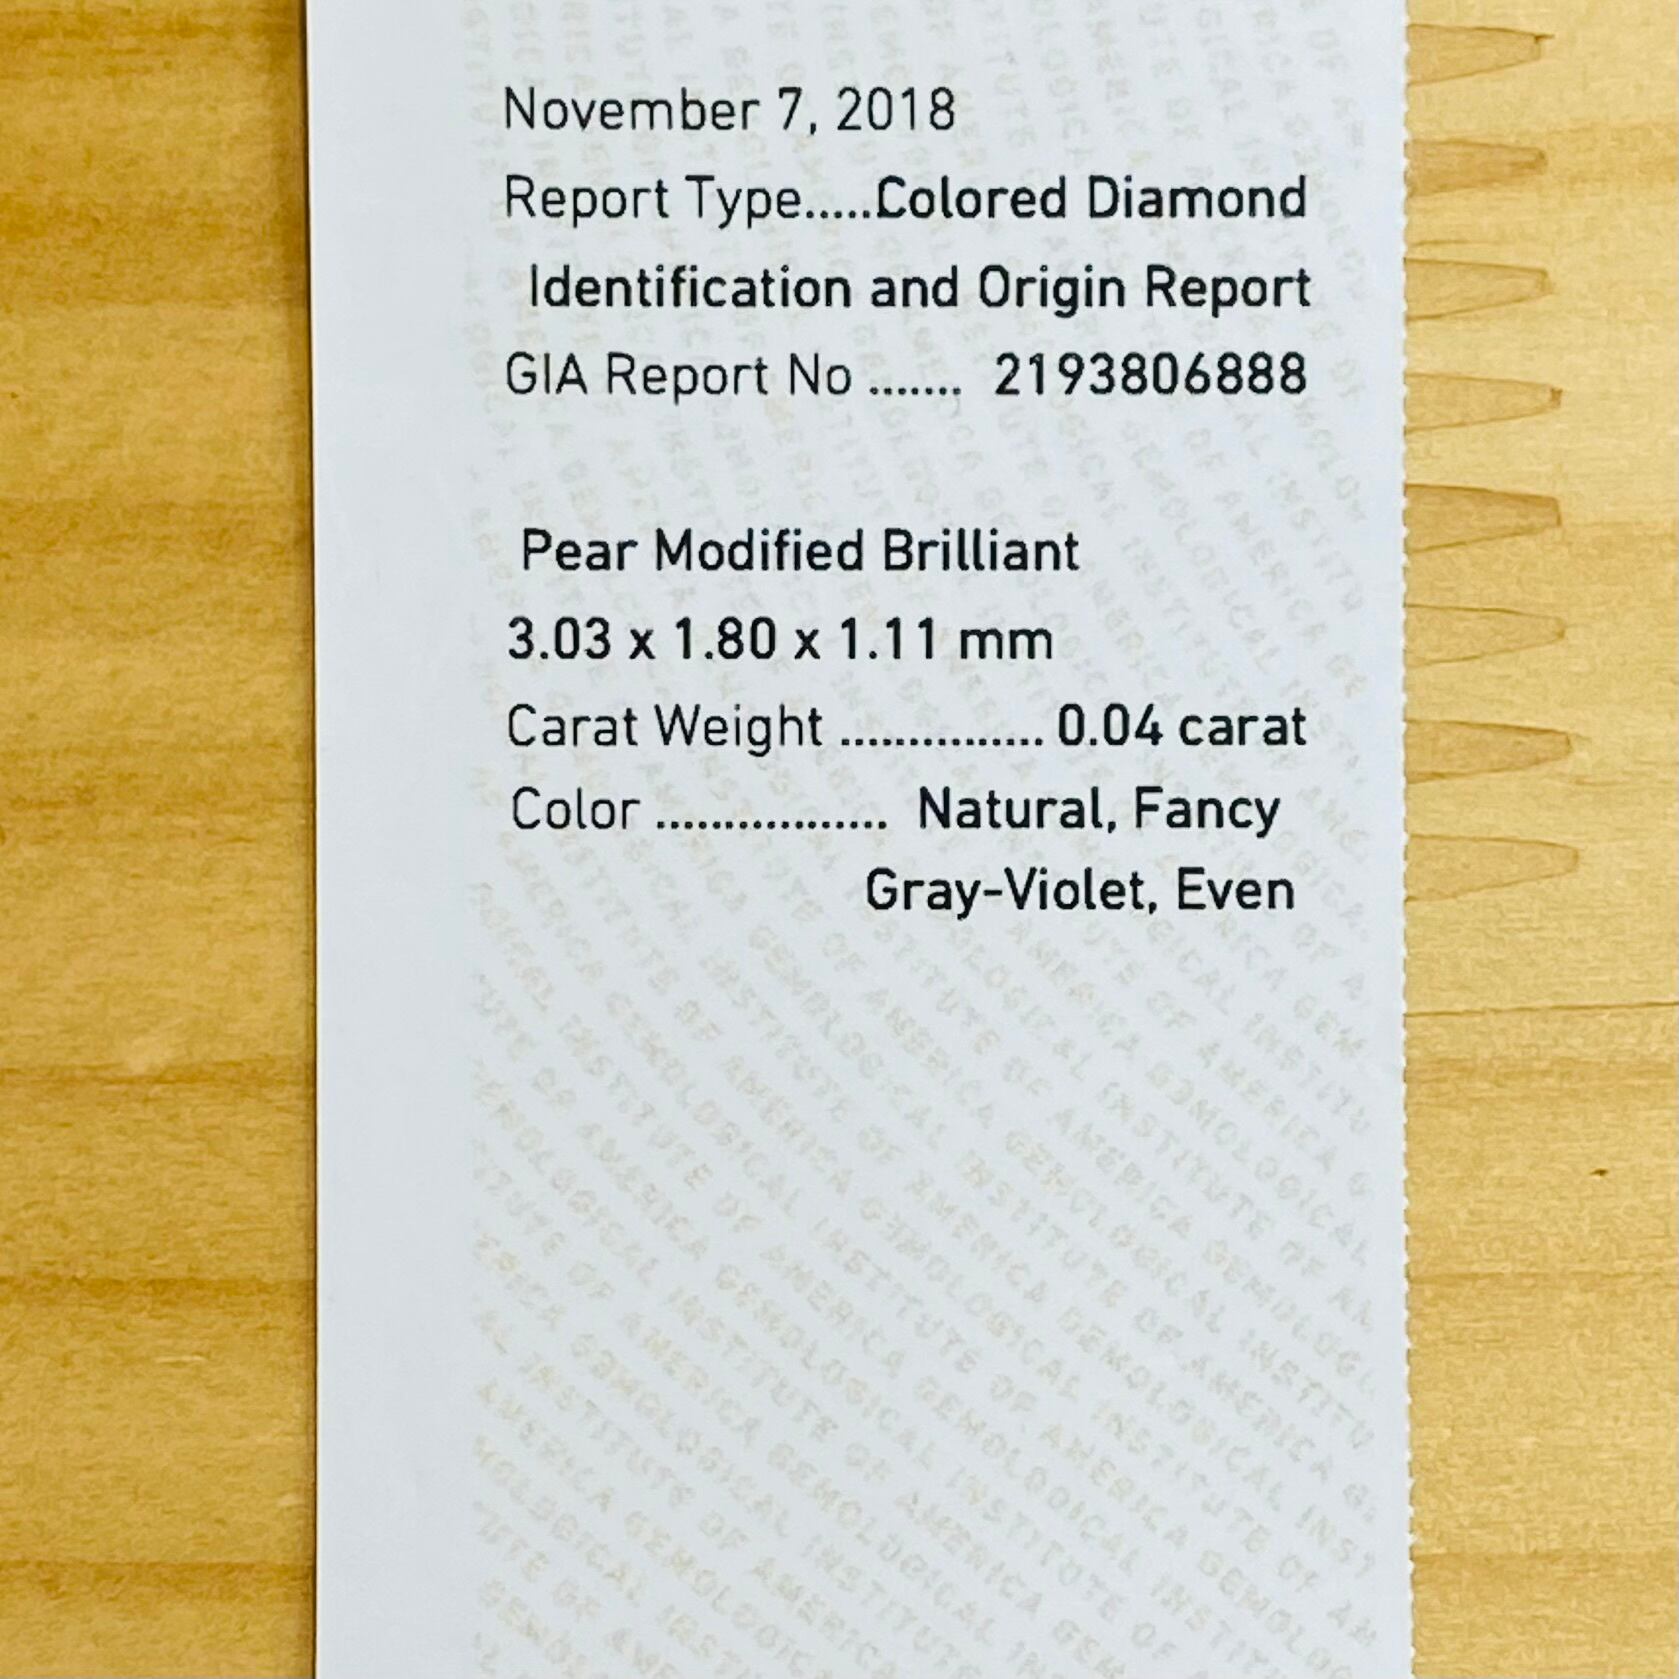 November 7, 2018
Report Type.....Colored Diamond
Identification and Origin Report
GIA Report No ....... 2193806888
Pear Modified Brilliant
3.03 x 1.80 x 1.11 mm
Carat Weight ............... 0.04 carat
Color ................. Natural, Fancy
Gray-Violet, Even